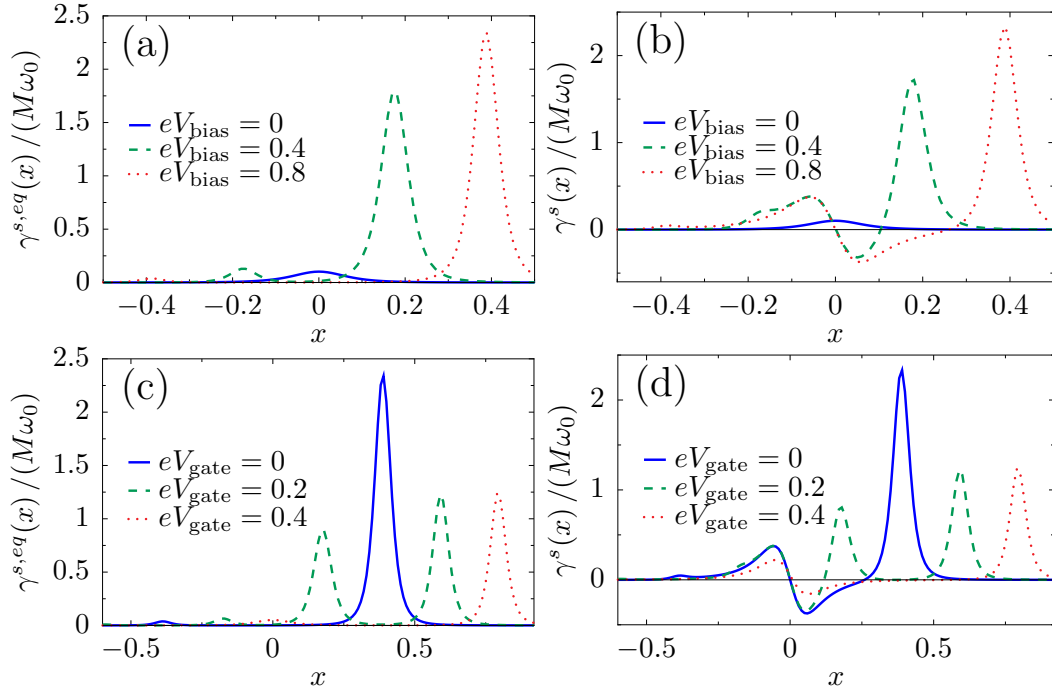 (a)
γ^{s,eq}(x)/(Mω₀)
2.5
2
1.5
1
0.5
0
eV_bias = 0
eV_bias = 0.4
eV_bias = 0.8
−0.4 −0.2 0 0.2 0.4
x
(b)
γ^s(x)/(Mω₀)
2
1
0
eV_bias = 0
eV_bias = 0.4
eV_bias = 0.8
−0.4 −0.2 0 0.2 0.4
x
(c)
γ^{s,eq}(x)/(Mω₀)
2.5
2
1.5
1
0.5
0
eV_gate = 0
eV_gate = 0.2
eV_gate = 0.4
−0.5 0 0.5
x
(d)
γ^s(x)/(Mω₀)
2
1
0
eV_gate = 0
eV_gate = 0.2
eV_gate = 0.4
−0.5 0 0.5
x